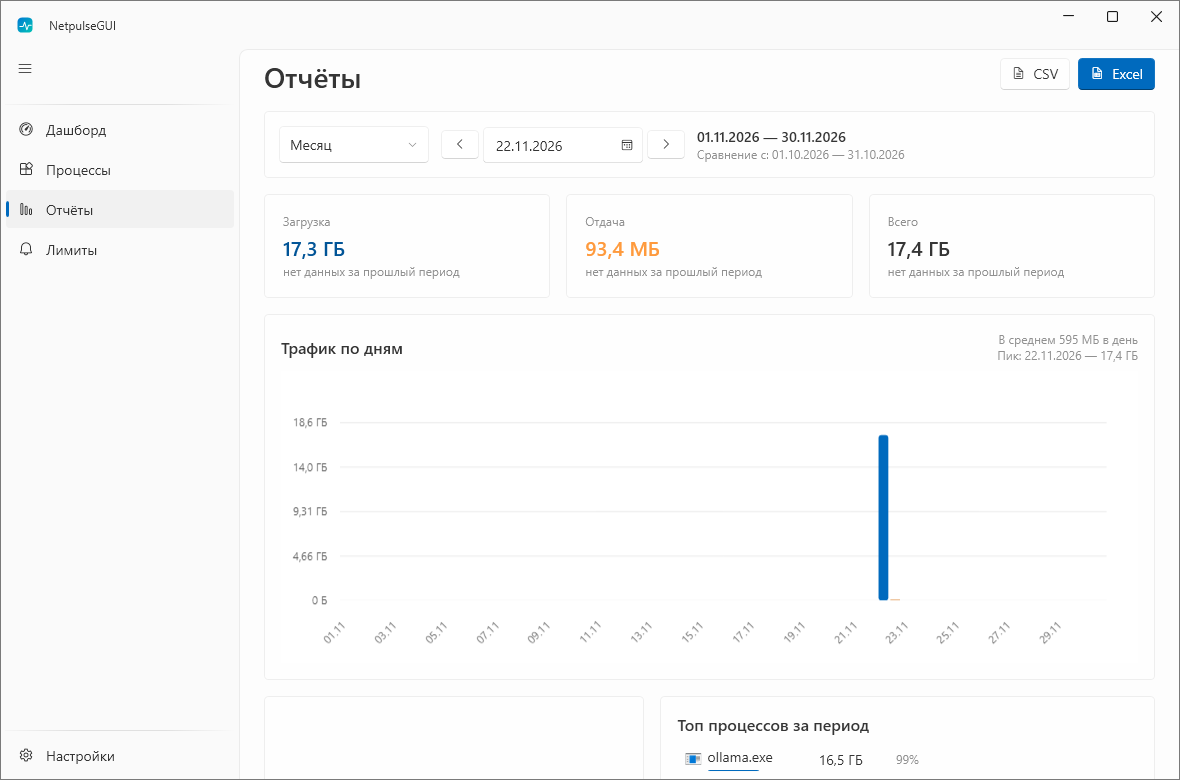 NetpulseGUI
Дашборд
Процессы
Отчёты
Лимиты
Настройки
Отчёты
CSV
Excel
Месяц
22.11.2026
01.11.2026 — 30.11.2026
Сравнение с: 01.10.2026 — 31.10.2026
Загрузка
17,3 ГБ
нет данных за прошлый период
Отдача
93,4 МБ
нет данных за прошлый период
Всего
17,4 ГБ
нет данных за прошлый период
Трафик по дням
В среднем 595 МБ в день
Пик: 22.11.2026 — 17,4 ГБ
18,6 ГБ
14,0 ГБ
9,31 ГБ
4,66 ГБ
0 Б
01.11
03.11
05.11
07.11
09.11
11.11
13.11
15.11
17.11
19.11
21.11
23.11
25.11
27.11
29.11
Топ процессов за период
ollama.exe 16,5 ГБ 99%